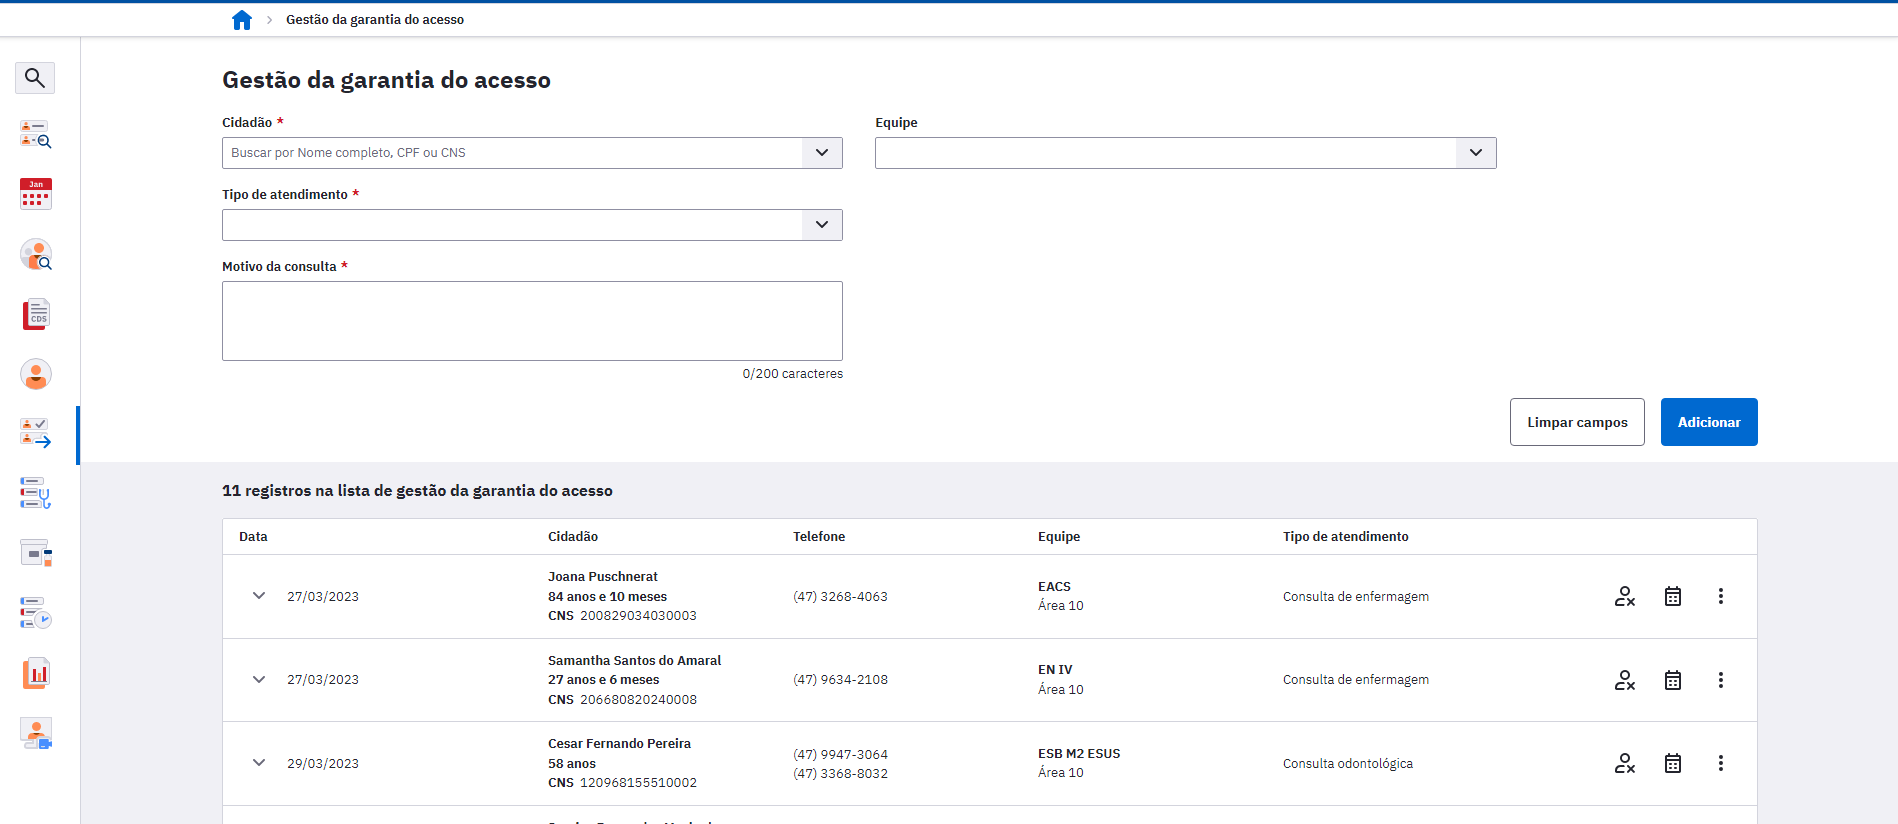 Gestão da garantia do acesso
Jan
CDS
Gestão da garantia do acesso
Cidadão *
Equipe
Buscar por Nome completo, CPF ou CNS
Tipo de atendimento *
Motivo da consulta *
0/200 caracteres
Limpar campos
Adicionar
11 registros na lista de gestão da garantia do acesso
Data Cidadão Telefone Equipe Tipo de atendimento
27/03/2023
Joana Puschnerat
84 anos e 10 meses
CNS 200829034030003
(47) 3268-4063
EACS
Área 10
Consulta de enfermagem
27/03/2023
Samantha Santos do Amaral
27 anos e 6 meses
CNS 206680820240008
(47) 9634-2108
EN IV
Área 10
Consulta de enfermagem
29/03/2023
Cesar Fernando Pereira
58 anos
CNS 120968155510002
(47) 9947-3064
(47) 3368-8032
ESB M2 ESUS
Área 10
Consulta odontológica